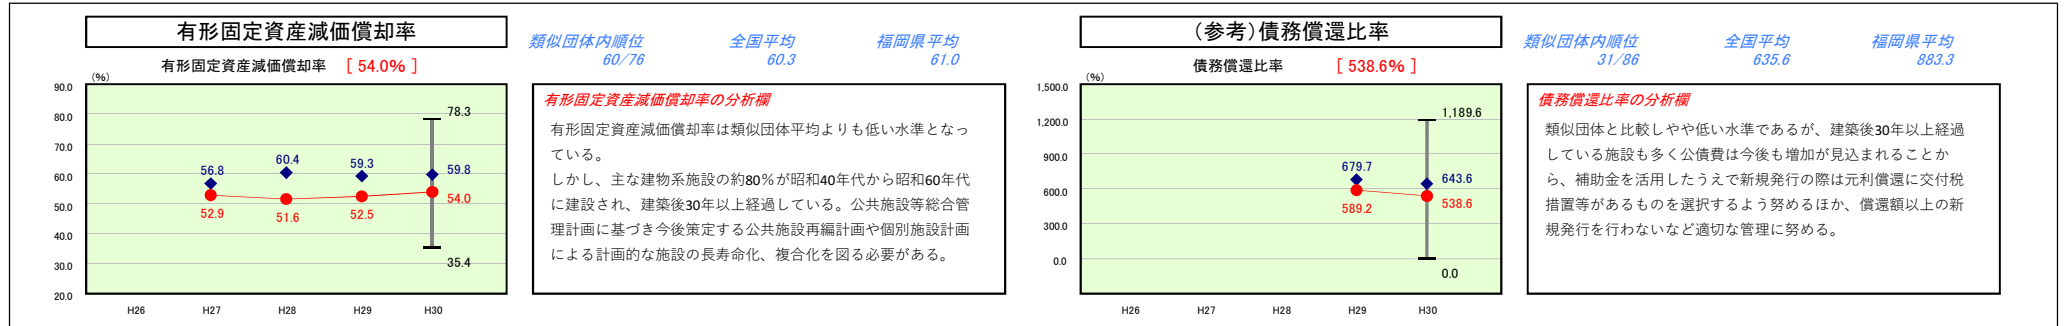 有形固定資産減価償却率
有形固定資産減価償却率 [ 54.0% ]
類似団体内順位 全国平均 福岡県平均
60/76 60.3 61.0
(%)
90.0
80.0
70.0
60.0
50.0
40.0
30.0
20.0
78.3
56.8 60.4 59.3 59.8
52.9 51.6 52.5 54.0
35.4
H26 H27 H28 H29 H30
有形固定資産減価償却率の分析欄
有形固定資産減価償却率は類似団体平均よりも低い水準となっ
ている。
しかし、主な建物系施設の約80%が昭和40年代から昭和60年代
に建設され、建築後30年以上経過している。公共施設等総合管
理計画に基づき今後策定する公共施設再編計画や個別施設計画
による計画的な施設の長寿命化、複合化を図る必要がある。
(参考)債務償還比率
債務償還比率 [ 538.6% ]
類似団体内順位 全国平均 福岡県平均
31/86 635.6 883.3
(%)
1,500.0
1,200.0
900.0
600.0
300.0
0.0
1,189.6
679.7 643.6
589.2 538.6
0.0
H26 H27 H28 H29 H30
債務償還比率の分析欄
類似団体と比較しやや低い水準であるが、建築後30年以上経過
している施設も多く公債費は今後も増加が見込まれることか
ら、補助金を活用したうえで新規発行の際は元利償還に交付税
措置等があるものを選択するよう努めるほか、償還額以上の新
規発行を行わないなど適切な管理に努める。